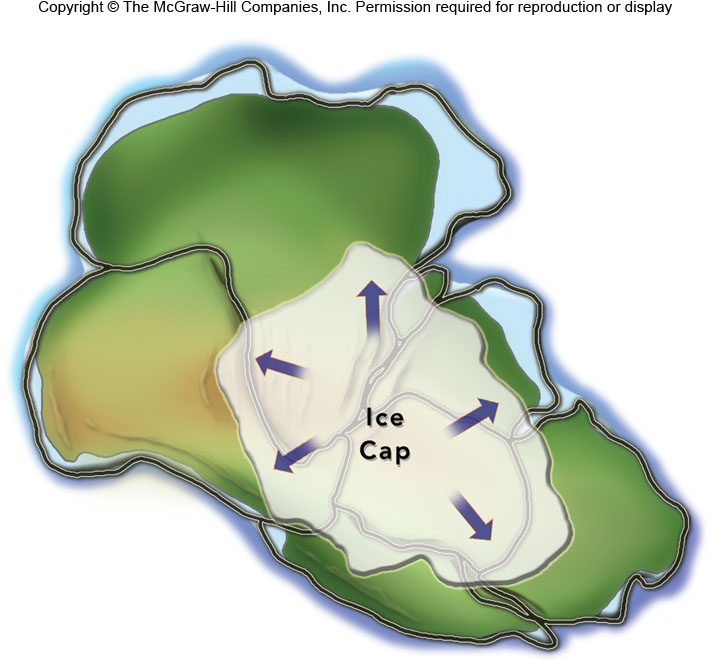 Copyright © The McGraw-Hill Companies, Inc. Permission required for reproduction or display
Ice
Cap